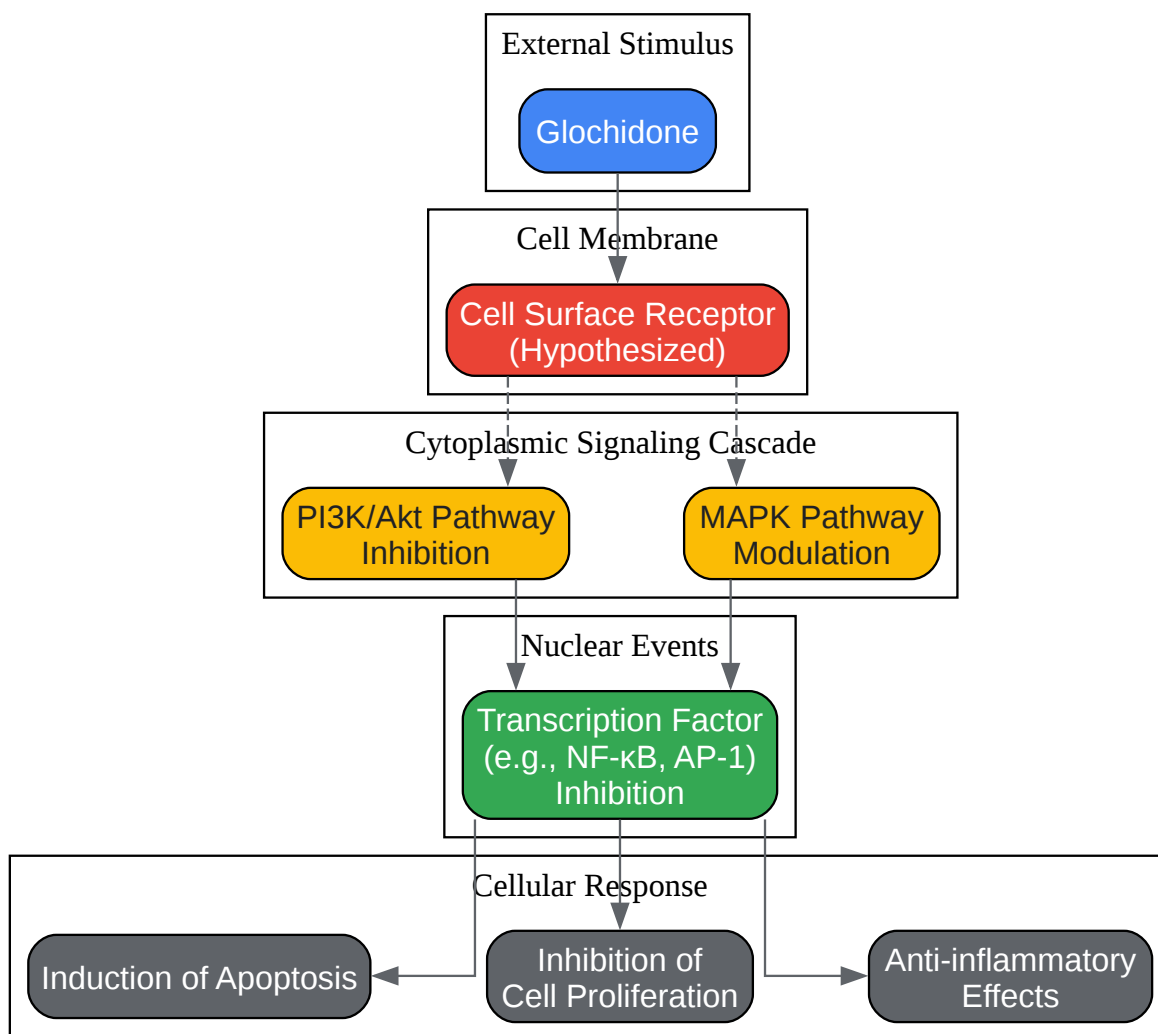 External Stimulus
Glochidone
Cell Membrane
Cell Surface Receptor
(Hypothesized)
Cytoplasmic Signaling Cascade
PI3K/Akt Pathway
Inhibition
MAPK Pathway
Modulation
Nuclear Events
Transcription Factor
(e.g., NF-κB, AP-1)
Inhibition
Cellular Response
Induction of Apoptosis
Inhibition of
Cell Proliferation
Anti-inflammatory
Effects